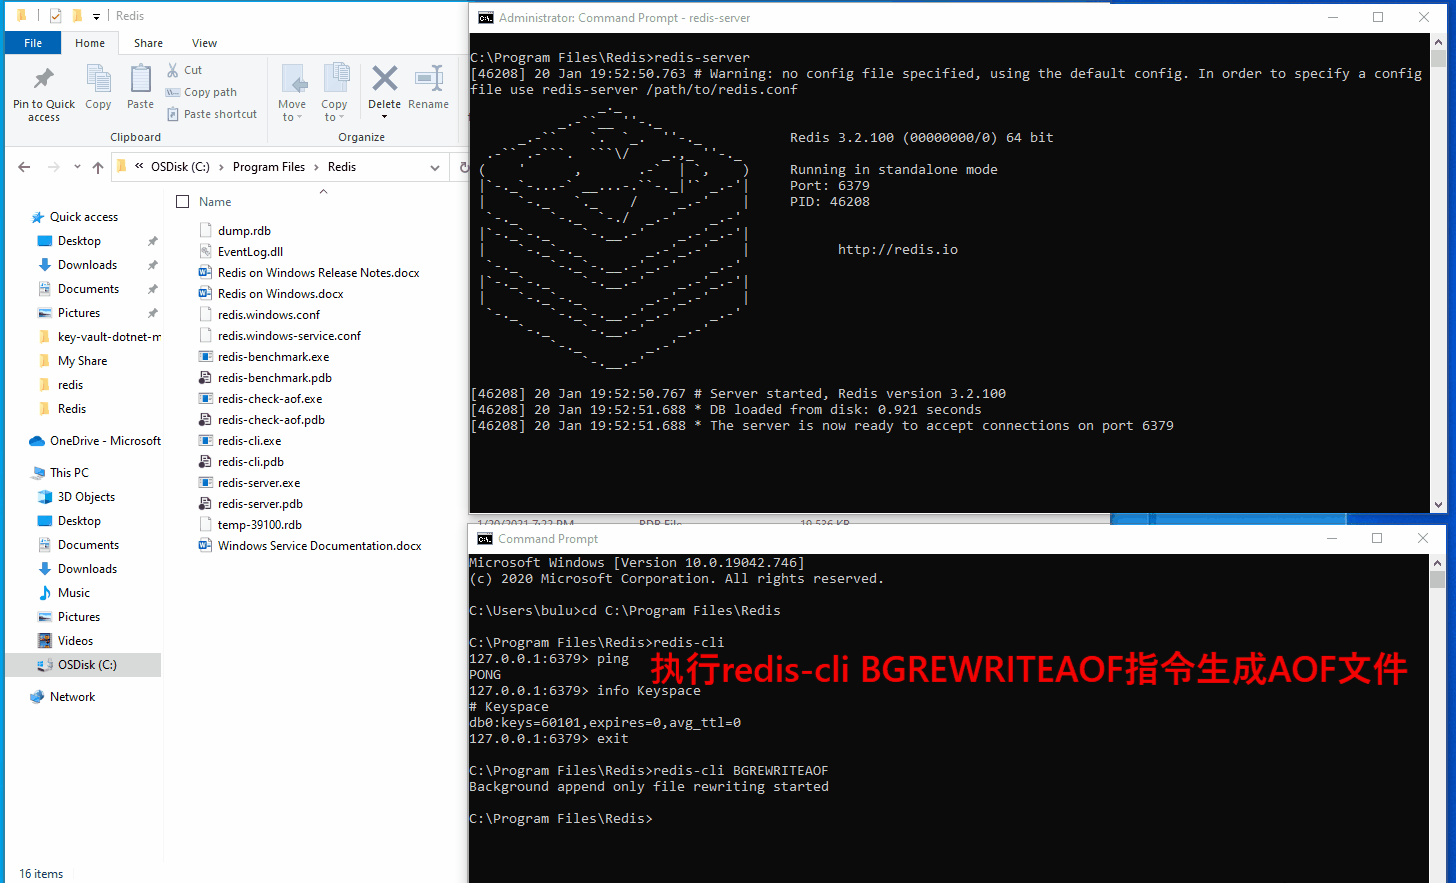 Redis
File Home Share View
Pin to Quick access
Copy
Paste
Cut
Copy path
Paste shortcut
Move to
Copy to
Delete
Rename
Clipboard
Organize
« OSDisk (C:) › Program Files › Redis
Quick access
Desktop
Downloads
Documents
Pictures
key-vault-dotnet-m
My Share
redis
Redis
OneDrive - Microsoft
This PC
3D Objects
Desktop
Documents
Downloads
Music
Pictures
Videos
OSDisk (C:)
Network
16 items
Name
dump.rdb
EventLog.dll
Redis on Windows Release Notes.docx
Redis on Windows.docx
redis.windows.conf
redis.windows-service.conf
redis-benchmark.exe
redis-benchmark.pdb
redis-check-aof.exe
redis-check-aof.pdb
redis-cli.exe
redis-cli.pdb
redis-server.exe
redis-server.pdb
temp-39100.rdb
Windows Service Documentation.docx
Administrator: Command Prompt - redis-server
C:\Program Files\Redis>redis-server
[46208] 20 Jan 19:52:50.763 # Warning: no config file specified, using the default config. In order to specify a config
file use redis-server /path/to/redis.conf
Redis 3.2.100 (00000000/0) 64 bit
Running in standalone mode
Port: 6379
PID: 46208
http://redis.io
[46208] 20 Jan 19:52:50.767 # Server started, Redis version 3.2.100
[46208] 20 Jan 19:52:51.688 * DB loaded from disk: 0.921 seconds
[46208] 20 Jan 19:52:51.688 * The server is now ready to accept connections on port 6379
1/20/2021 7:22 PM RDB File 19,536 KB
Command Prompt
Microsoft Windows [Version 10.0.19042.746]
(c) 2020 Microsoft Corporation. All rights reserved.
C:\Users\bulu>cd C:\Program Files\Redis
C:\Program Files\Redis>redis-cli
127.0.0.1:6379> ping
执行redis-cli BGREWRITEAOF指令生成AOF文件
PONG
127.0.0.1:6379> info Keyspace
# Keyspace
db0:keys=60101,expires=0,avg_ttl=0
127.0.0.1:6379> exit
C:\Program Files\Redis>redis-cli BGREWRITEAOF
Background append only file rewriting started
C:\Program Files\Redis>